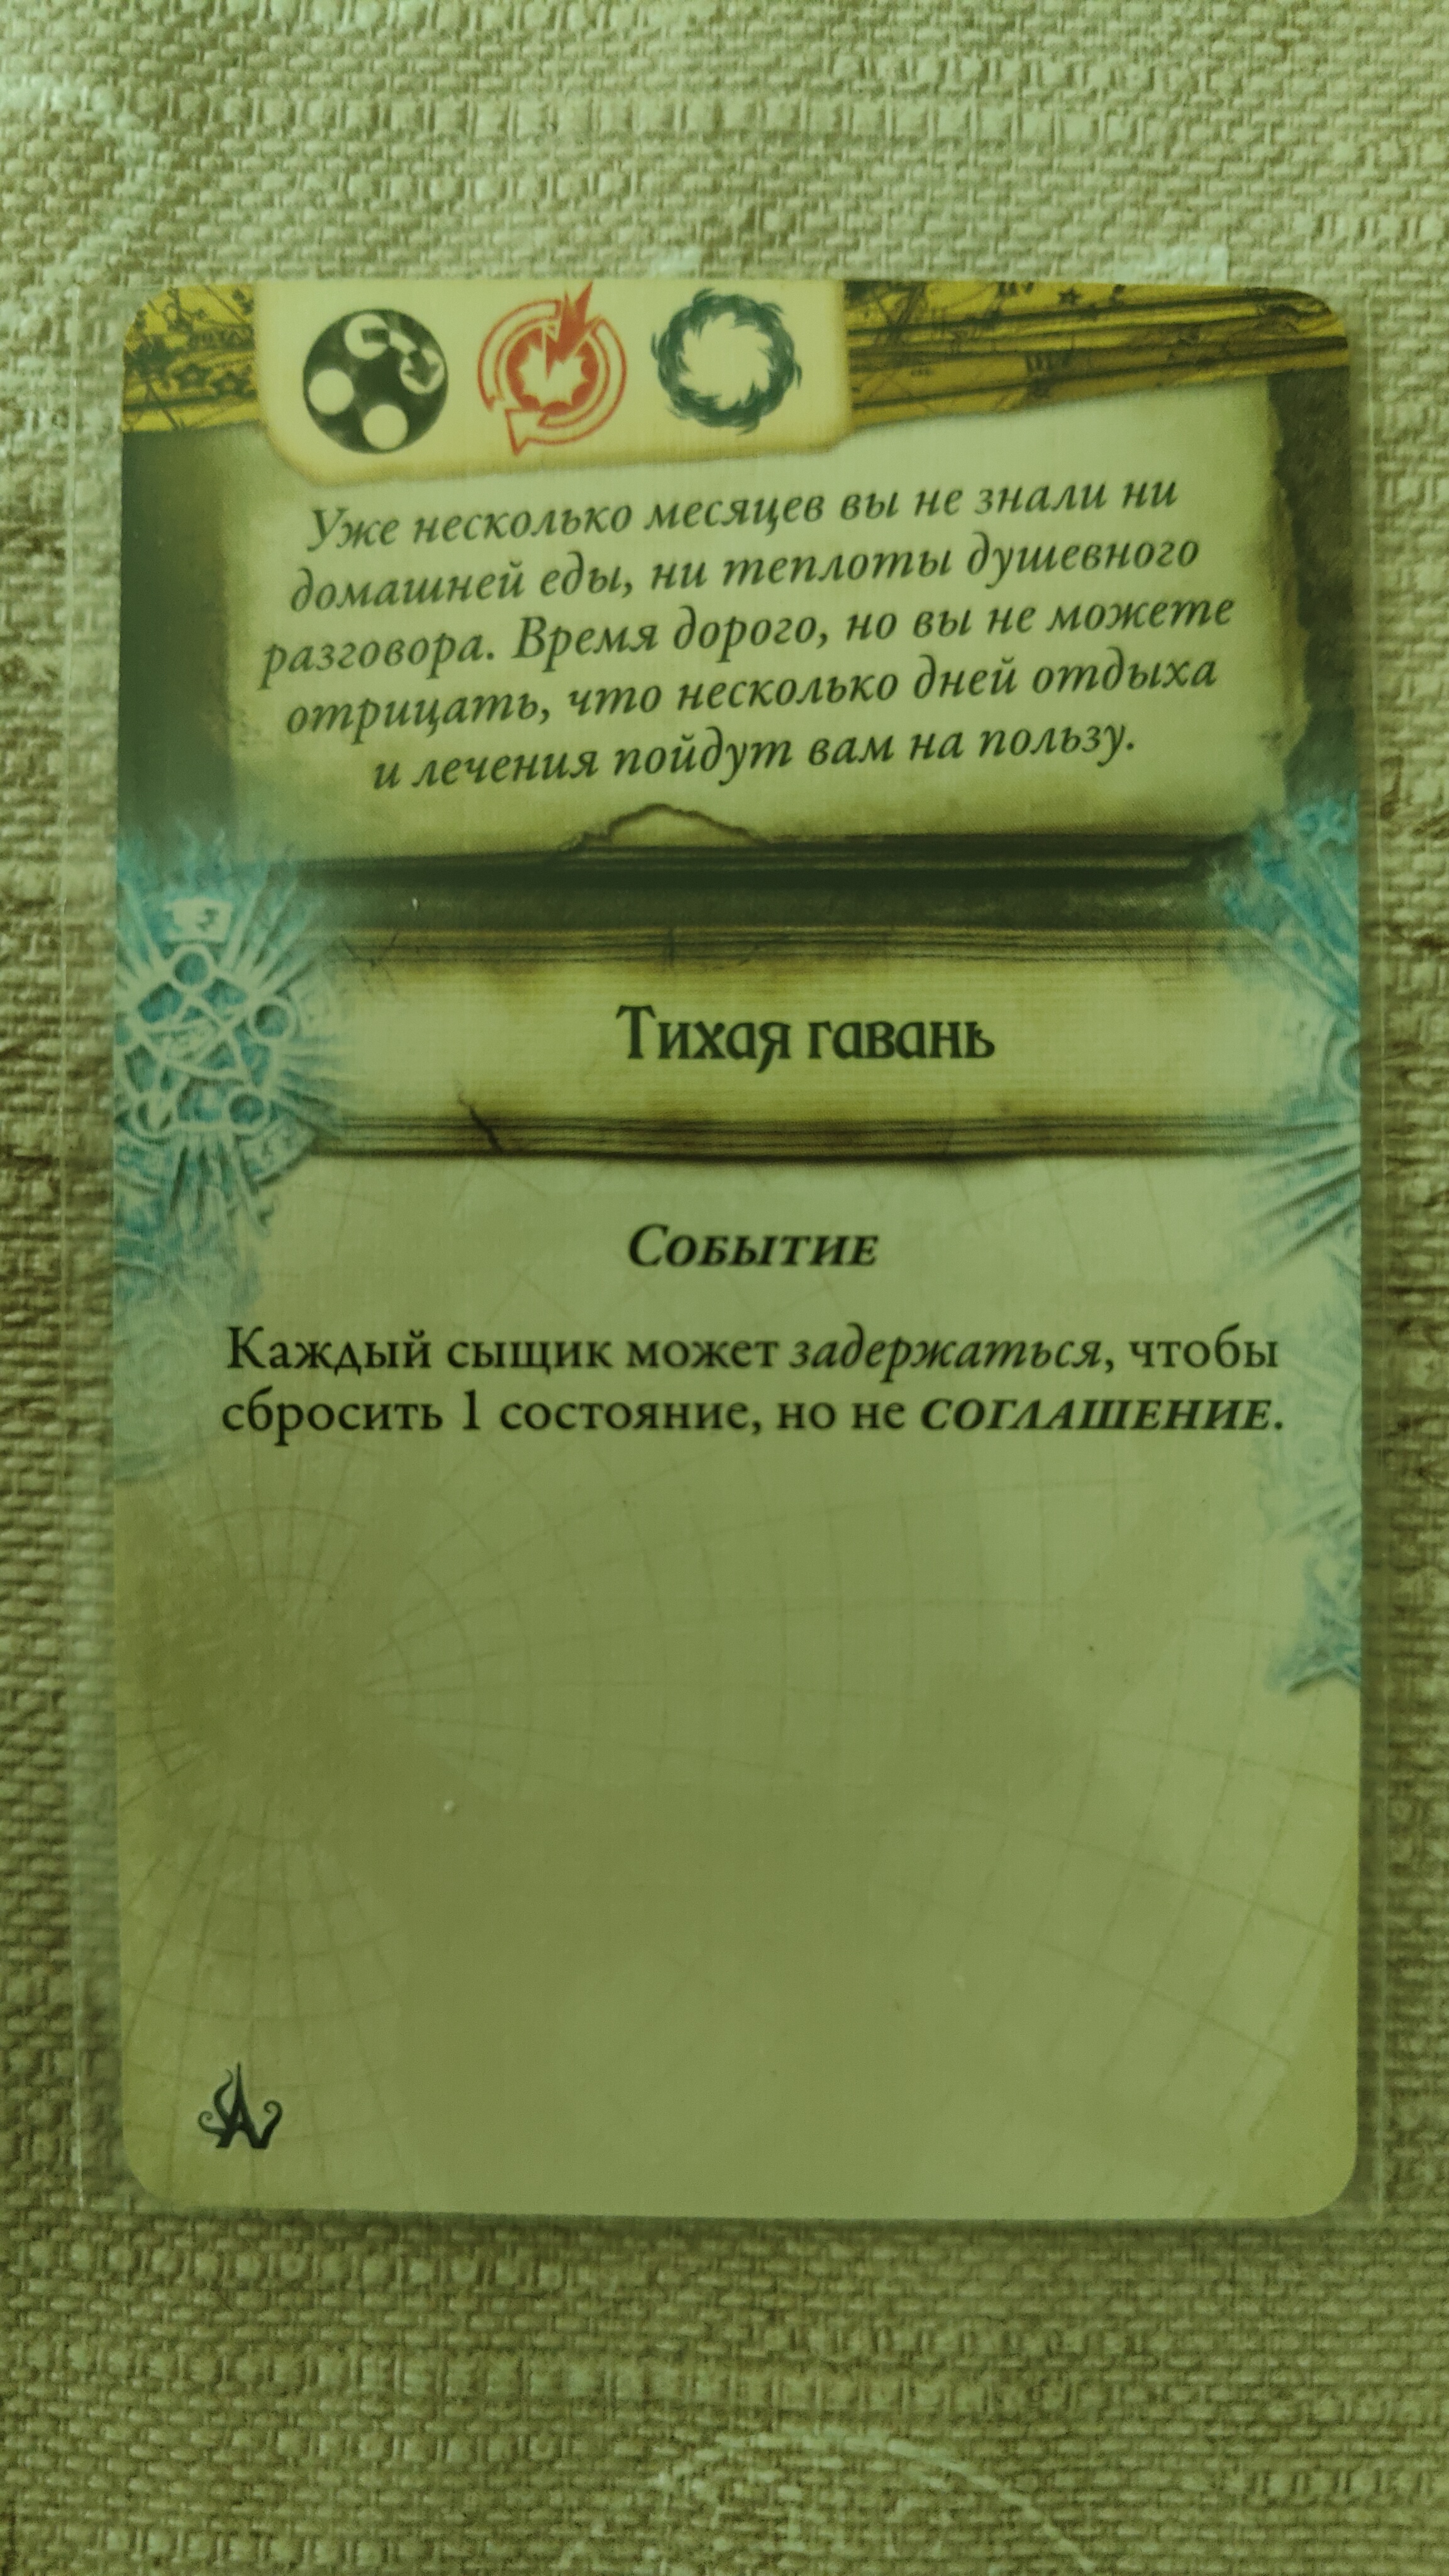 Уже несколько месяцев вы не знали ни
домашней еды, ни теплоты душевного
разговора. Время дорого, но вы не можете
отрицать, что несколько дней отдыха
и лечения пойдут вам на пользу.
Тихая гавань
Событие
Каждый сыщик может задержаться, чтобы
сбросить 1 состояние, но не СОГЛАШЕНИЕ.